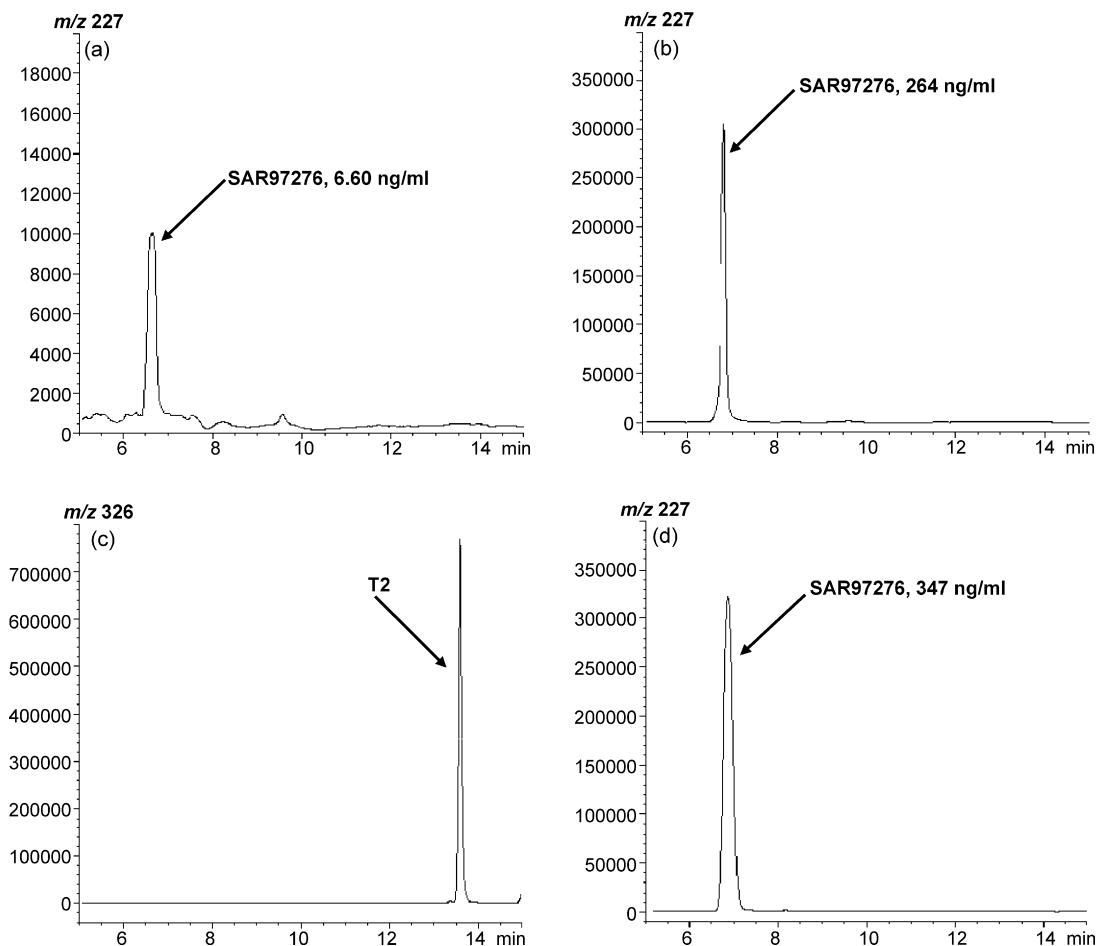 m/z 227
(a)
18000
16000
14000
12000
10000
8000
6000
4000
2000
0
SAR97276, 6.60 ng/ml
6 8 10 12 14 min
m/z 227
(b)
350000
300000
250000
200000
150000
100000
50000
0
SAR97276, 264 ng/ml
6 8 10 12 14 min
m/z 326
(c)
700000
600000
500000
400000
300000
200000
100000
0
T2
6 8 10 12 14 min
m/z 227
(d)
350000
300000
250000
200000
150000
100000
50000
0
SAR97276, 347 ng/ml
6 8 10 12 14 min